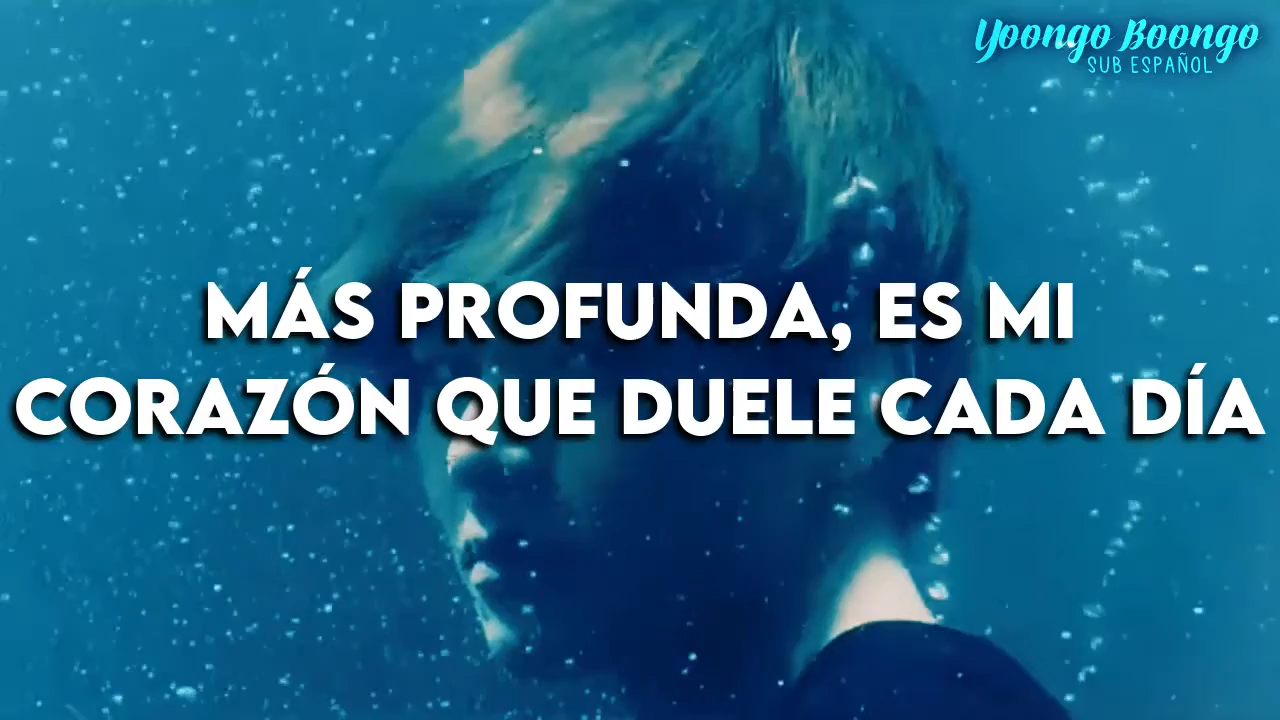 Yoongo Boongo
SUB ESPAÑOL
MÁS PROFUNDA, ES MI
CORAZÓN QUE DUELE CADA DÍA